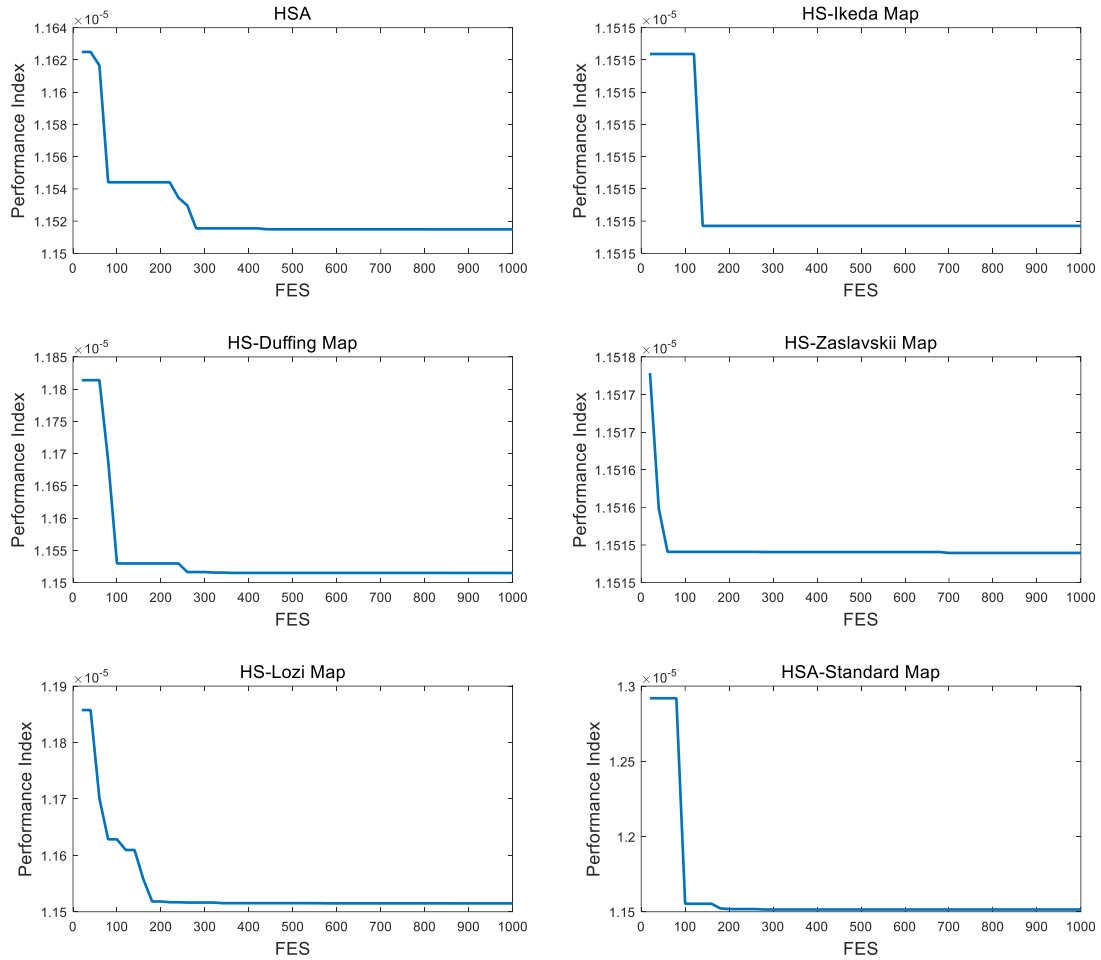 HSA
×10-5
Performance Index
1.164
1.162
1.16
1.158
1.156
1.154
1.152
1.15
0 100 200 300 400 500 600 700 800 900 1000
FES
HS-Ikeda Map
×10-5
Performance Index
1.1515
1.1515
1.1515
1.1515
1.1515
1.1515
1.1515
1.1515
0 100 200 300 400 500 600 700 800 900 1000
FES
HS-Duffing Map
×10-5
Performance Index
1.185
1.18
1.175
1.17
1.165
1.16
1.155
1.15
0 100 200 300 400 500 600 700 800 900 1000
FES
HS-Zaslavskii Map
×10-5
Performance Index
1.1518
1.1517
1.1517
1.1516
1.1516
1.1515
1.1515
0 100 200 300 400 500 600 700 800 900 1000
FES
HS-Lozi Map
×10-5
Performance Index
1.19
1.18
1.17
1.16
1.15
0 100 200 300 400 500 600 700 800 900 1000
FES
HSA-Standard Map
×10-5
Performance Index
1.3
1.25
1.2
1.15
0 100 200 300 400 500 600 700 800 900 1000
FES